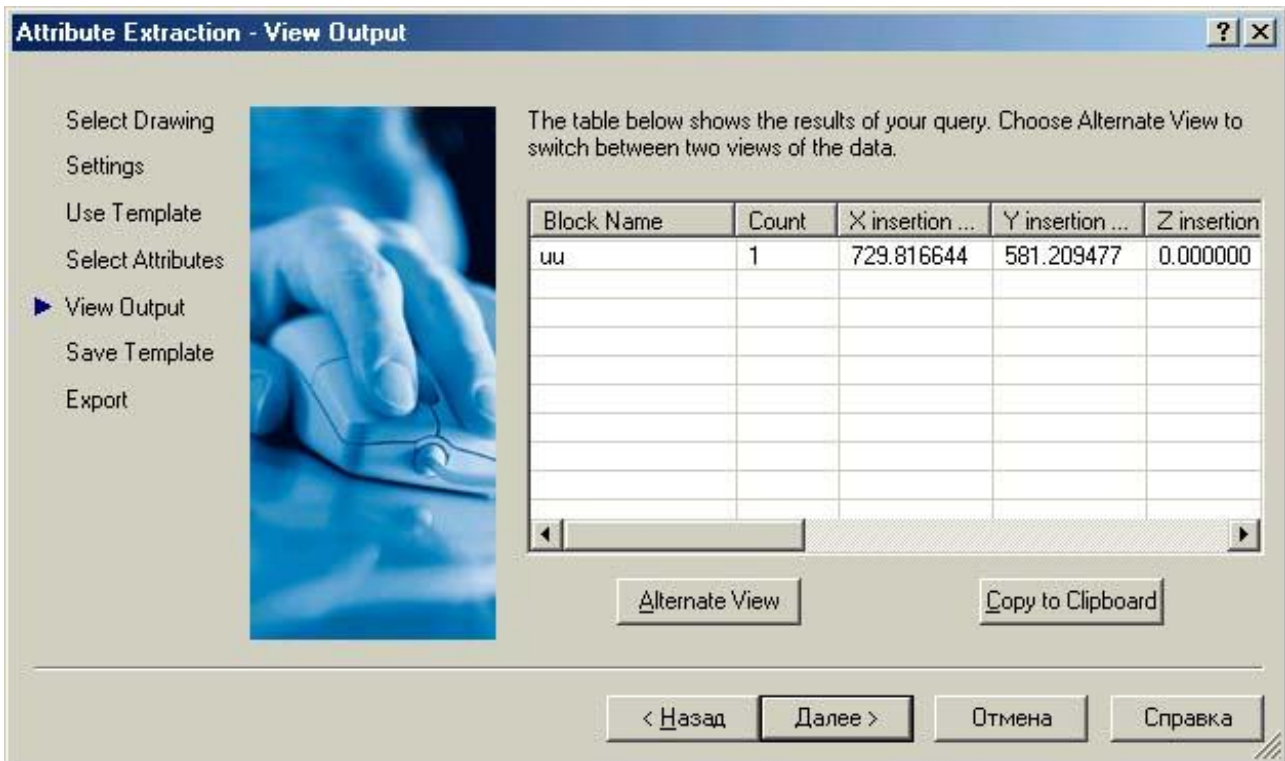 Attribute Extraction - View Output
Select Drawing
Settings
Use Template
Select Attributes
View Output
Save Template
Export
The table below shows the results of your query. Choose Alternate View to
switch between two views of the data.
Block Name Count X insertion ... Y insertion ... Z insertion
uu 1 729.816644 581.209477 0.000000
Alternate View Copy to Clipboard
< Назад Далее > Отмена Справка